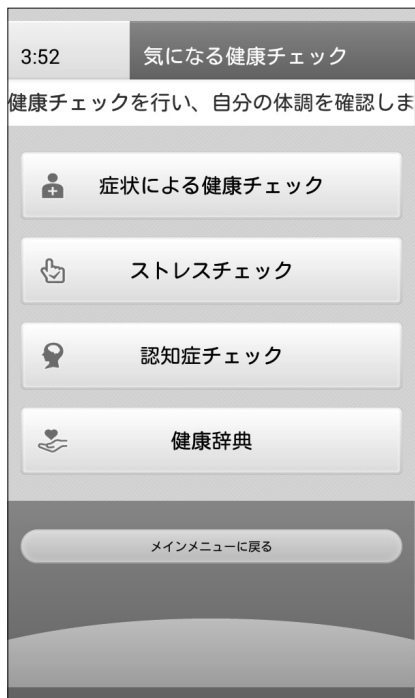 3:52 気になる健康チェック
健康チェックを行い、自分の体調を確認しま
症状による健康チェック
ストレスチェック
認知症チェック
健康辞典
メインメニューに戻る